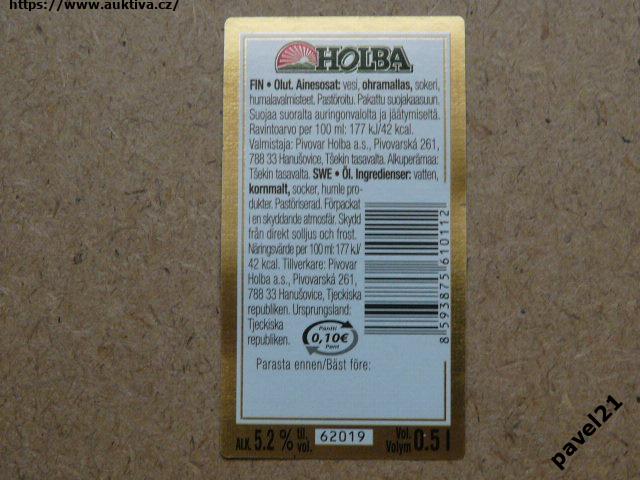 https://www.auktiva.cz/
HOLBA
FIN • Olut. Ainesosat: vesi, ohramallas, sokeri,
humalavalmisteet. Pastöroitu. Pakattu suojakaasuun.
Suojaa suoralta auringonvalolta ja jäätymiseltä.
Ravintoarvo per 100 ml: 177 kJ/42 kcal.
Valmistaja: Pivovar Holba a.s., Pivovarská 261,
788 33 Hanušovice, Tšekin tasavalta. Alkuperämaa:
Tšekin tasavalta. SWE • Öl. Ingredienser: vatten,
kornmalt, socker, humle pro-
dukter. Pastöriserad. Förpackat
i en skyddande atmosfär. Skydd
från direkt solljus och frost.
Näringsvärde per 100 ml: 177 kJ/
42 kcal. Tillverkare: Pivovar
Holba a.s., Pivovarská 261,
788 33 Hanušovice, Tjeckiska
republiken. Ursprungsland:
Tjeckiska
republiken.
Pantti
0,10€
Pant
8 593875 610112
Parasta ennen/Bäst före:
ALK. 5.2 % til. vol.
62019
Vol. Volym 0.5 l
pavel21